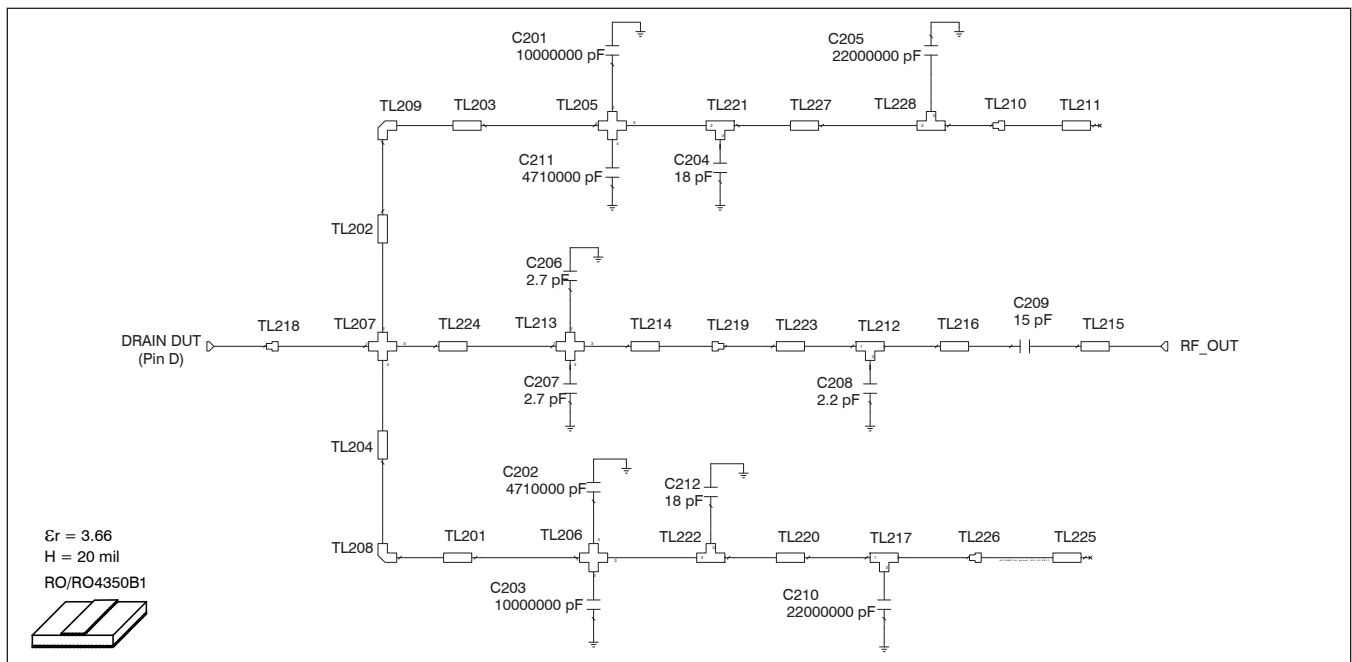 C201
10000000 pF
C205
22000000 pF
TL209
TL203
TL205
TL221
TL227
TL228
TL210
TL211
C211
4710000 pF
C204
18 pF
TL202
C206
2.7 pF
DRAIN DUT
(Pin D)
TL218
TL207
TL224
TL213
TL214
TL219
TL223
TL212
TL216
C209
15 pF
TL215
RF_OUT
C207
2.7 pF
C208
2.2 pF
TL204
C202
4710000 pF
C212
18 pF
TL208
TL201
TL206
TL222
TL220
TL217
TL226
TL225
C203
10000000 pF
C210
22000000 pF
Ɛr = 3.66
H = 20 mil
RO/RO4350B1